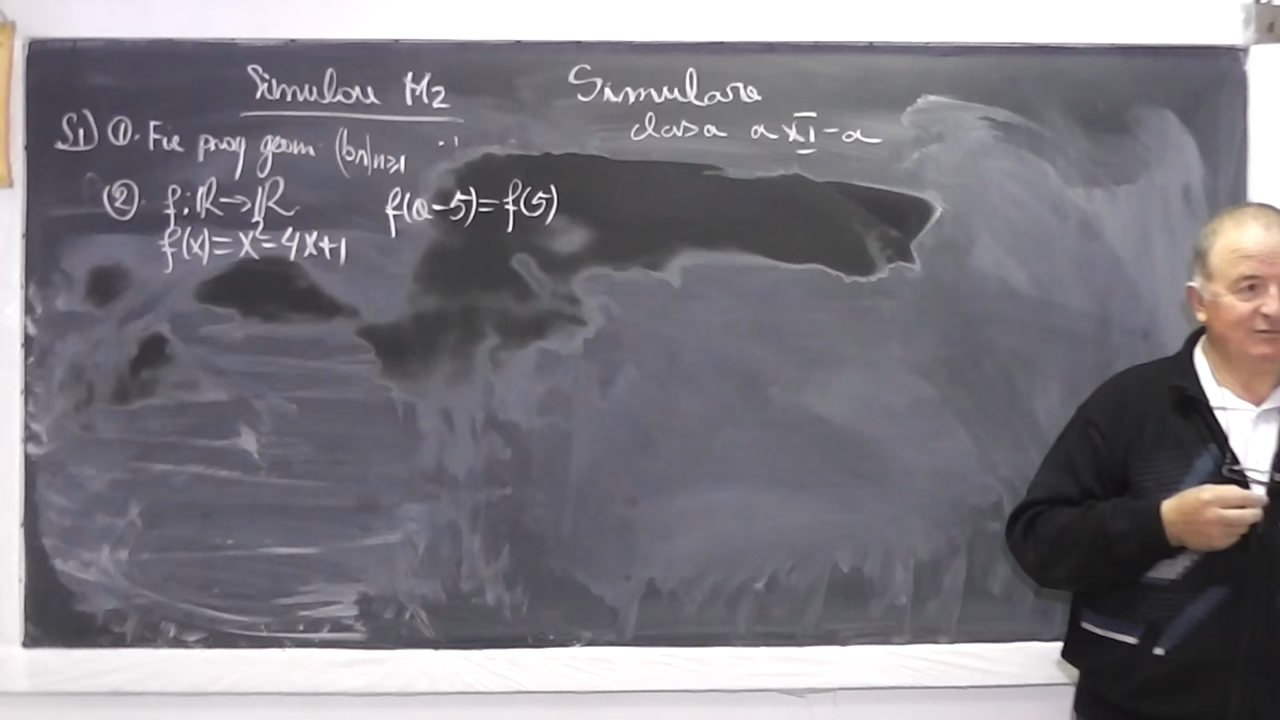 Simulare M2
Simulare
clasa a XI-a
S1) ①. Fie prog geom (bn)n≥1
② f:ℝ→ℝ f(a-5)=f(5)
f(x)=x²-4x+1